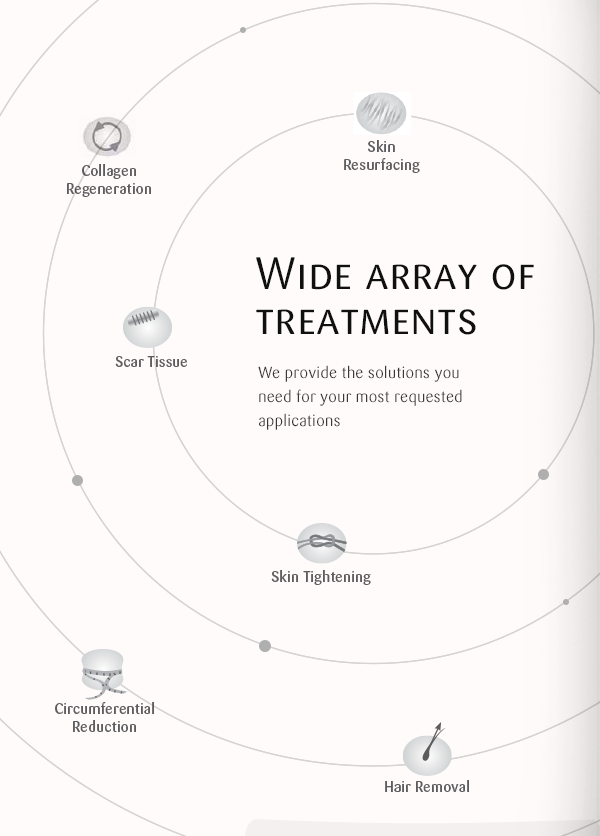 Skin
Resurfacing
Collagen
Regeneration
WIDE ARRAY OF
TREATMENTS
Scar Tissue
We provide the solutions you
need for your most requested
applications
Skin Tightening
Circumferential
Reduction
Hair Removal